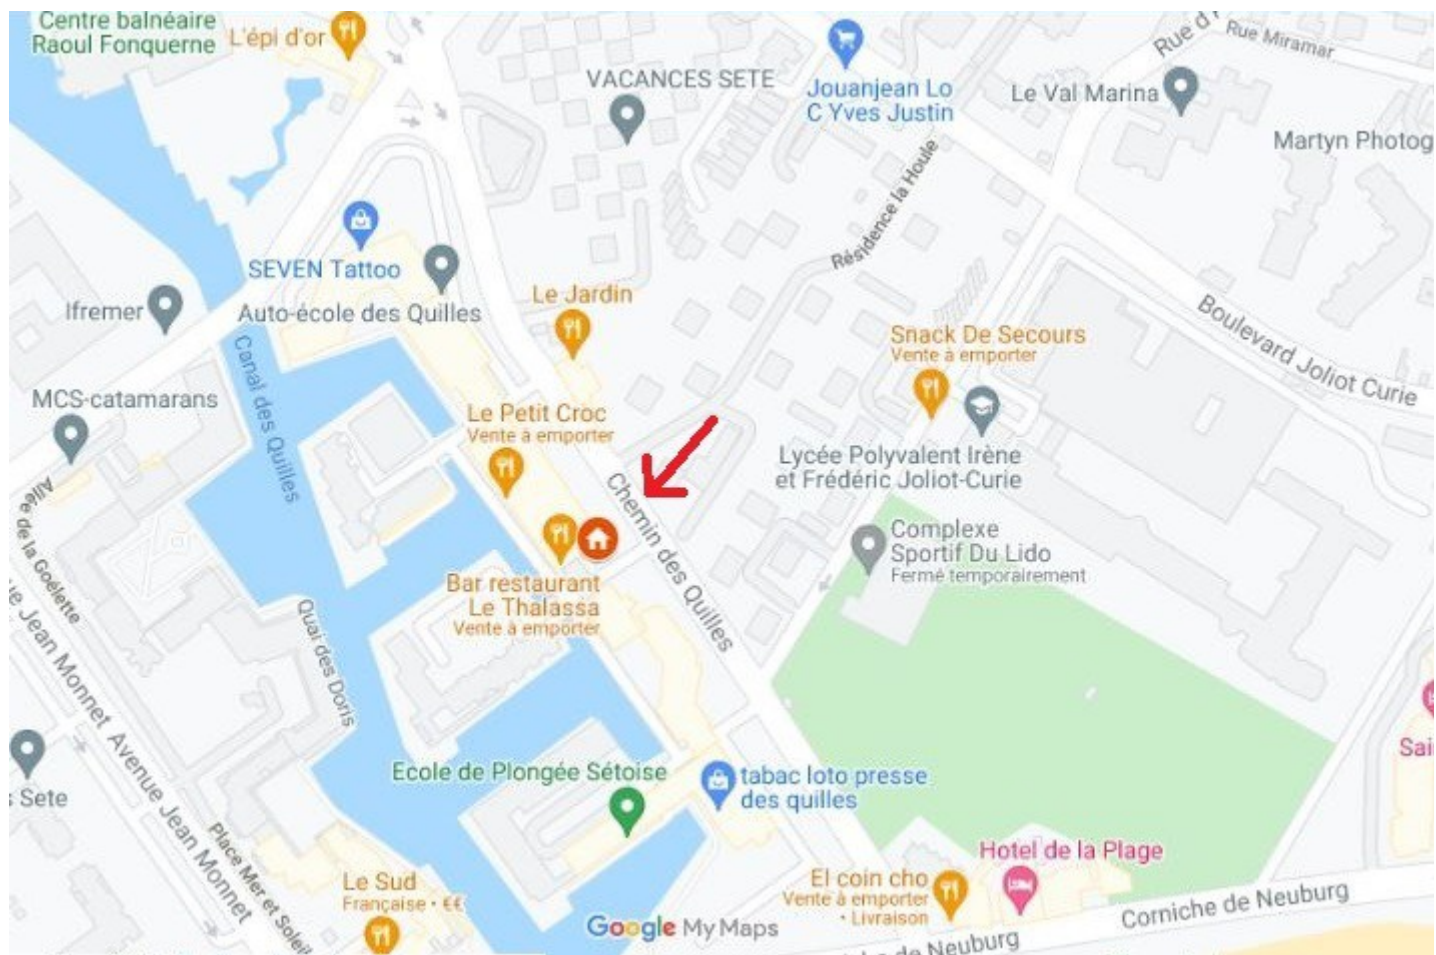 Centre balnéaire
Raoul Fonquerne
L'épi d'or
VACANCES SETE
Jouanjean Lo
C Yves Justin
Rue Miramar
Le Val Marina
Martyn Photog
Résidence la Houle
SEVEN Tattoo
Auto-école des Quilles
Ifremer
Le Jardin
Snack De Secours
Vente à emporter
Boulevard Joliot Curie
MCS-catamarans
Canal des Quilles
Le Petit Croc
Vente à emporter
Lycée Polyvalent Irène
et Frédéric Joliot-Curie
Allée de la Goélette
Chemin des Quilles
Complexe
Sportif Du Lido
Fermé temporairement
Bar restaurant
Le Thalassa
Vente à emporter
Quai des Doris
Jean Monnet
Avenue Jean Monnet
Sete
Ecole de Plongée Sétoise
tabac loto presse
des quilles
Place Mer et Soleil
Le Sud
Française • €€
Hotel de la Plage
El coin cho
Vente à emporter
• Livraison
Corniche de Neuburg
de Neuburg
Google My Maps